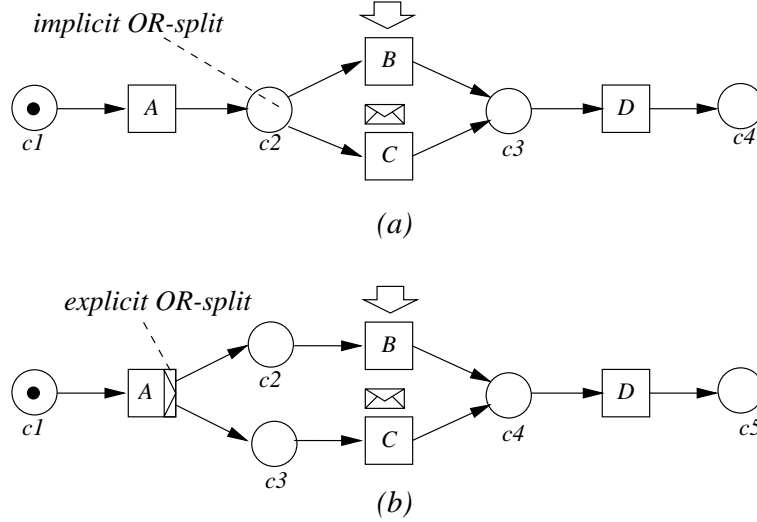 implicit OR-split
B
A
c1
c2
c3
D
c4
C
(a)
explicit OR-split
B
c2
A
c1
c4
D
c5
c3
C
(b)